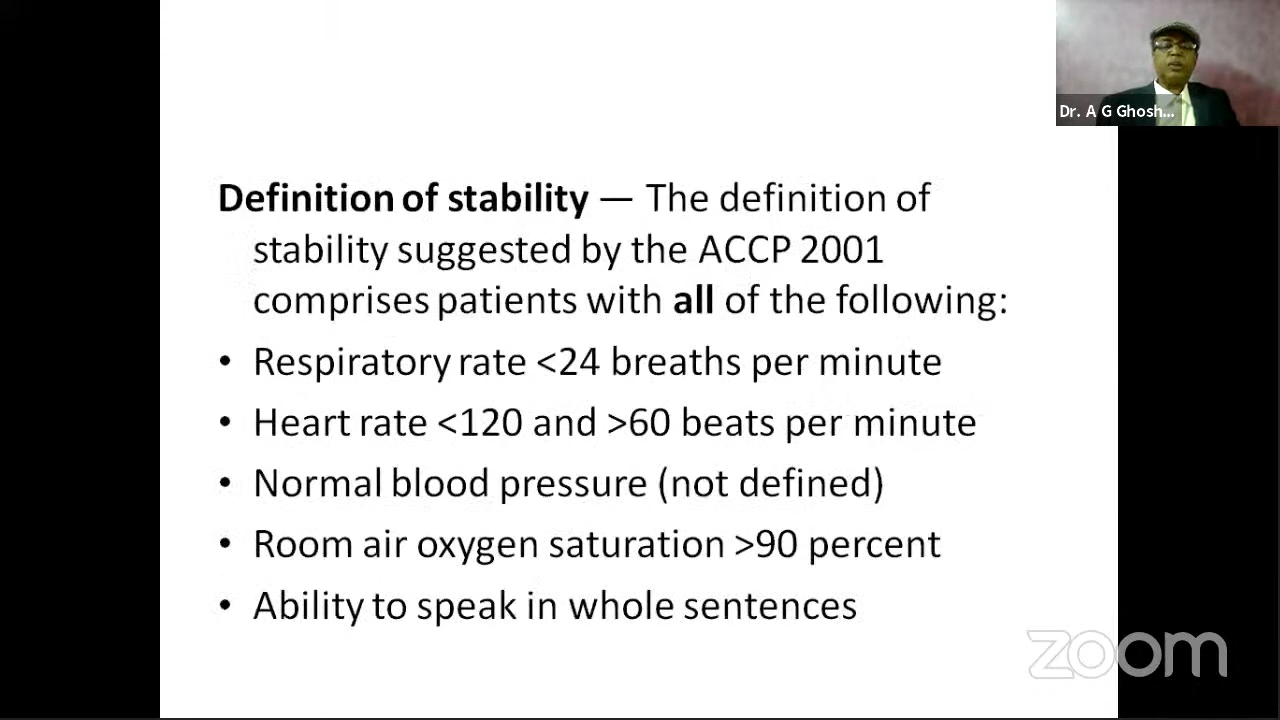 Dr. A G Ghosh...
Definition of stability — The definition of
stability suggested by the ACCP 2001
comprises patients with all of the following:
• Respiratory rate <24 breaths per minute
• Heart rate <120 and >60 beats per minute
• Normal blood pressure (not defined)
• Room air oxygen saturation >90 percent
• Ability to speak in whole sentences
zoom